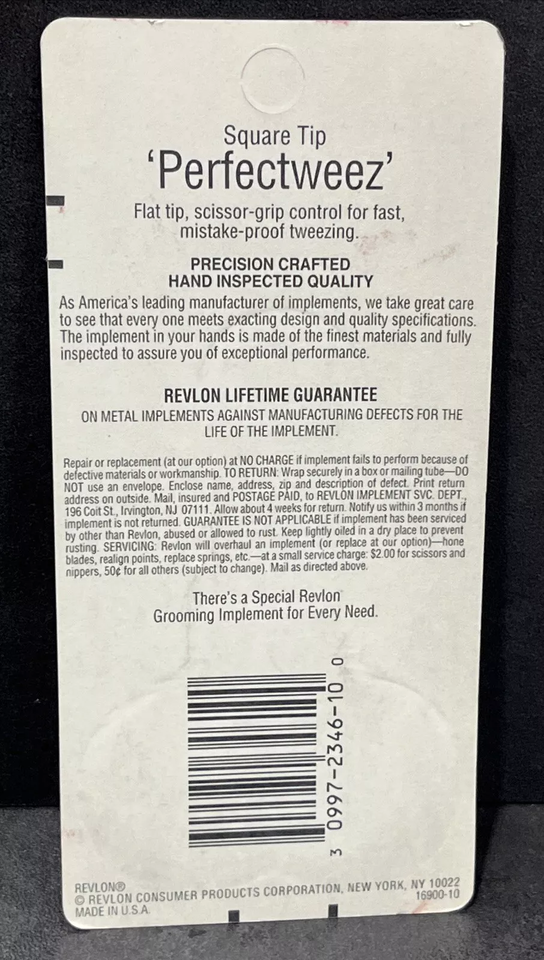 Square Tip
‘Perfectweez’
Flat tip, scissor-grip control for fast,
mistake-proof tweezing.
PRECISION CRAFTED
HAND INSPECTED QUALITY
As America's leading manufacturer of implements, we take great care
to see that every one meets exacting design and quality specifications.
The implement in your hands is made of the finest materials and fully
inspected to assure you of exceptional performance.
REVLON LIFETIME GUARANTEE
ON METAL IMPLEMENTS AGAINST MANUFACTURING DEFECTS FOR THE
LIFE OF THE IMPLEMENT.
Repair or replacement (at our option) at NO CHARGE if implement fails to perform because of
defective materials or workmanship. TO RETURN: Wrap securely in a box or mailing tube—DO
NOT use an envelope. Enclose name, address, zip and description of defect. Print return
address on outside. Mail, insured and POSTAGE PAID, to REVLON IMPLEMENT SVC. DEPT.,
196 Coit St., Irvington, NJ 07111. Allow about 4 weeks for return. Notify us within 3 months if
implement is not returned. GUARANTEE IS NOT APPLICABLE if implement has been serviced
by other than Revlon, abused or allowed to rust. Keep lightly oiled in a dry place to prevent
rusting. SERVICING: Revlon will overhaul an implement (or replace at our option)—hone
blades, realign points, replace springs, etc.—at a small service charge: $2.00 for scissors and
nippers, 50¢ for all others (subject to change). Mail as directed above.
There's a Special Revlon
Grooming Implement for Every Need.
3 0997-2346-10 0
REVLON®
© REVLON CONSUMER PRODUCTS CORPORATION, NEW YORK, NY 10022
MADE IN U.S.A.
16900-10